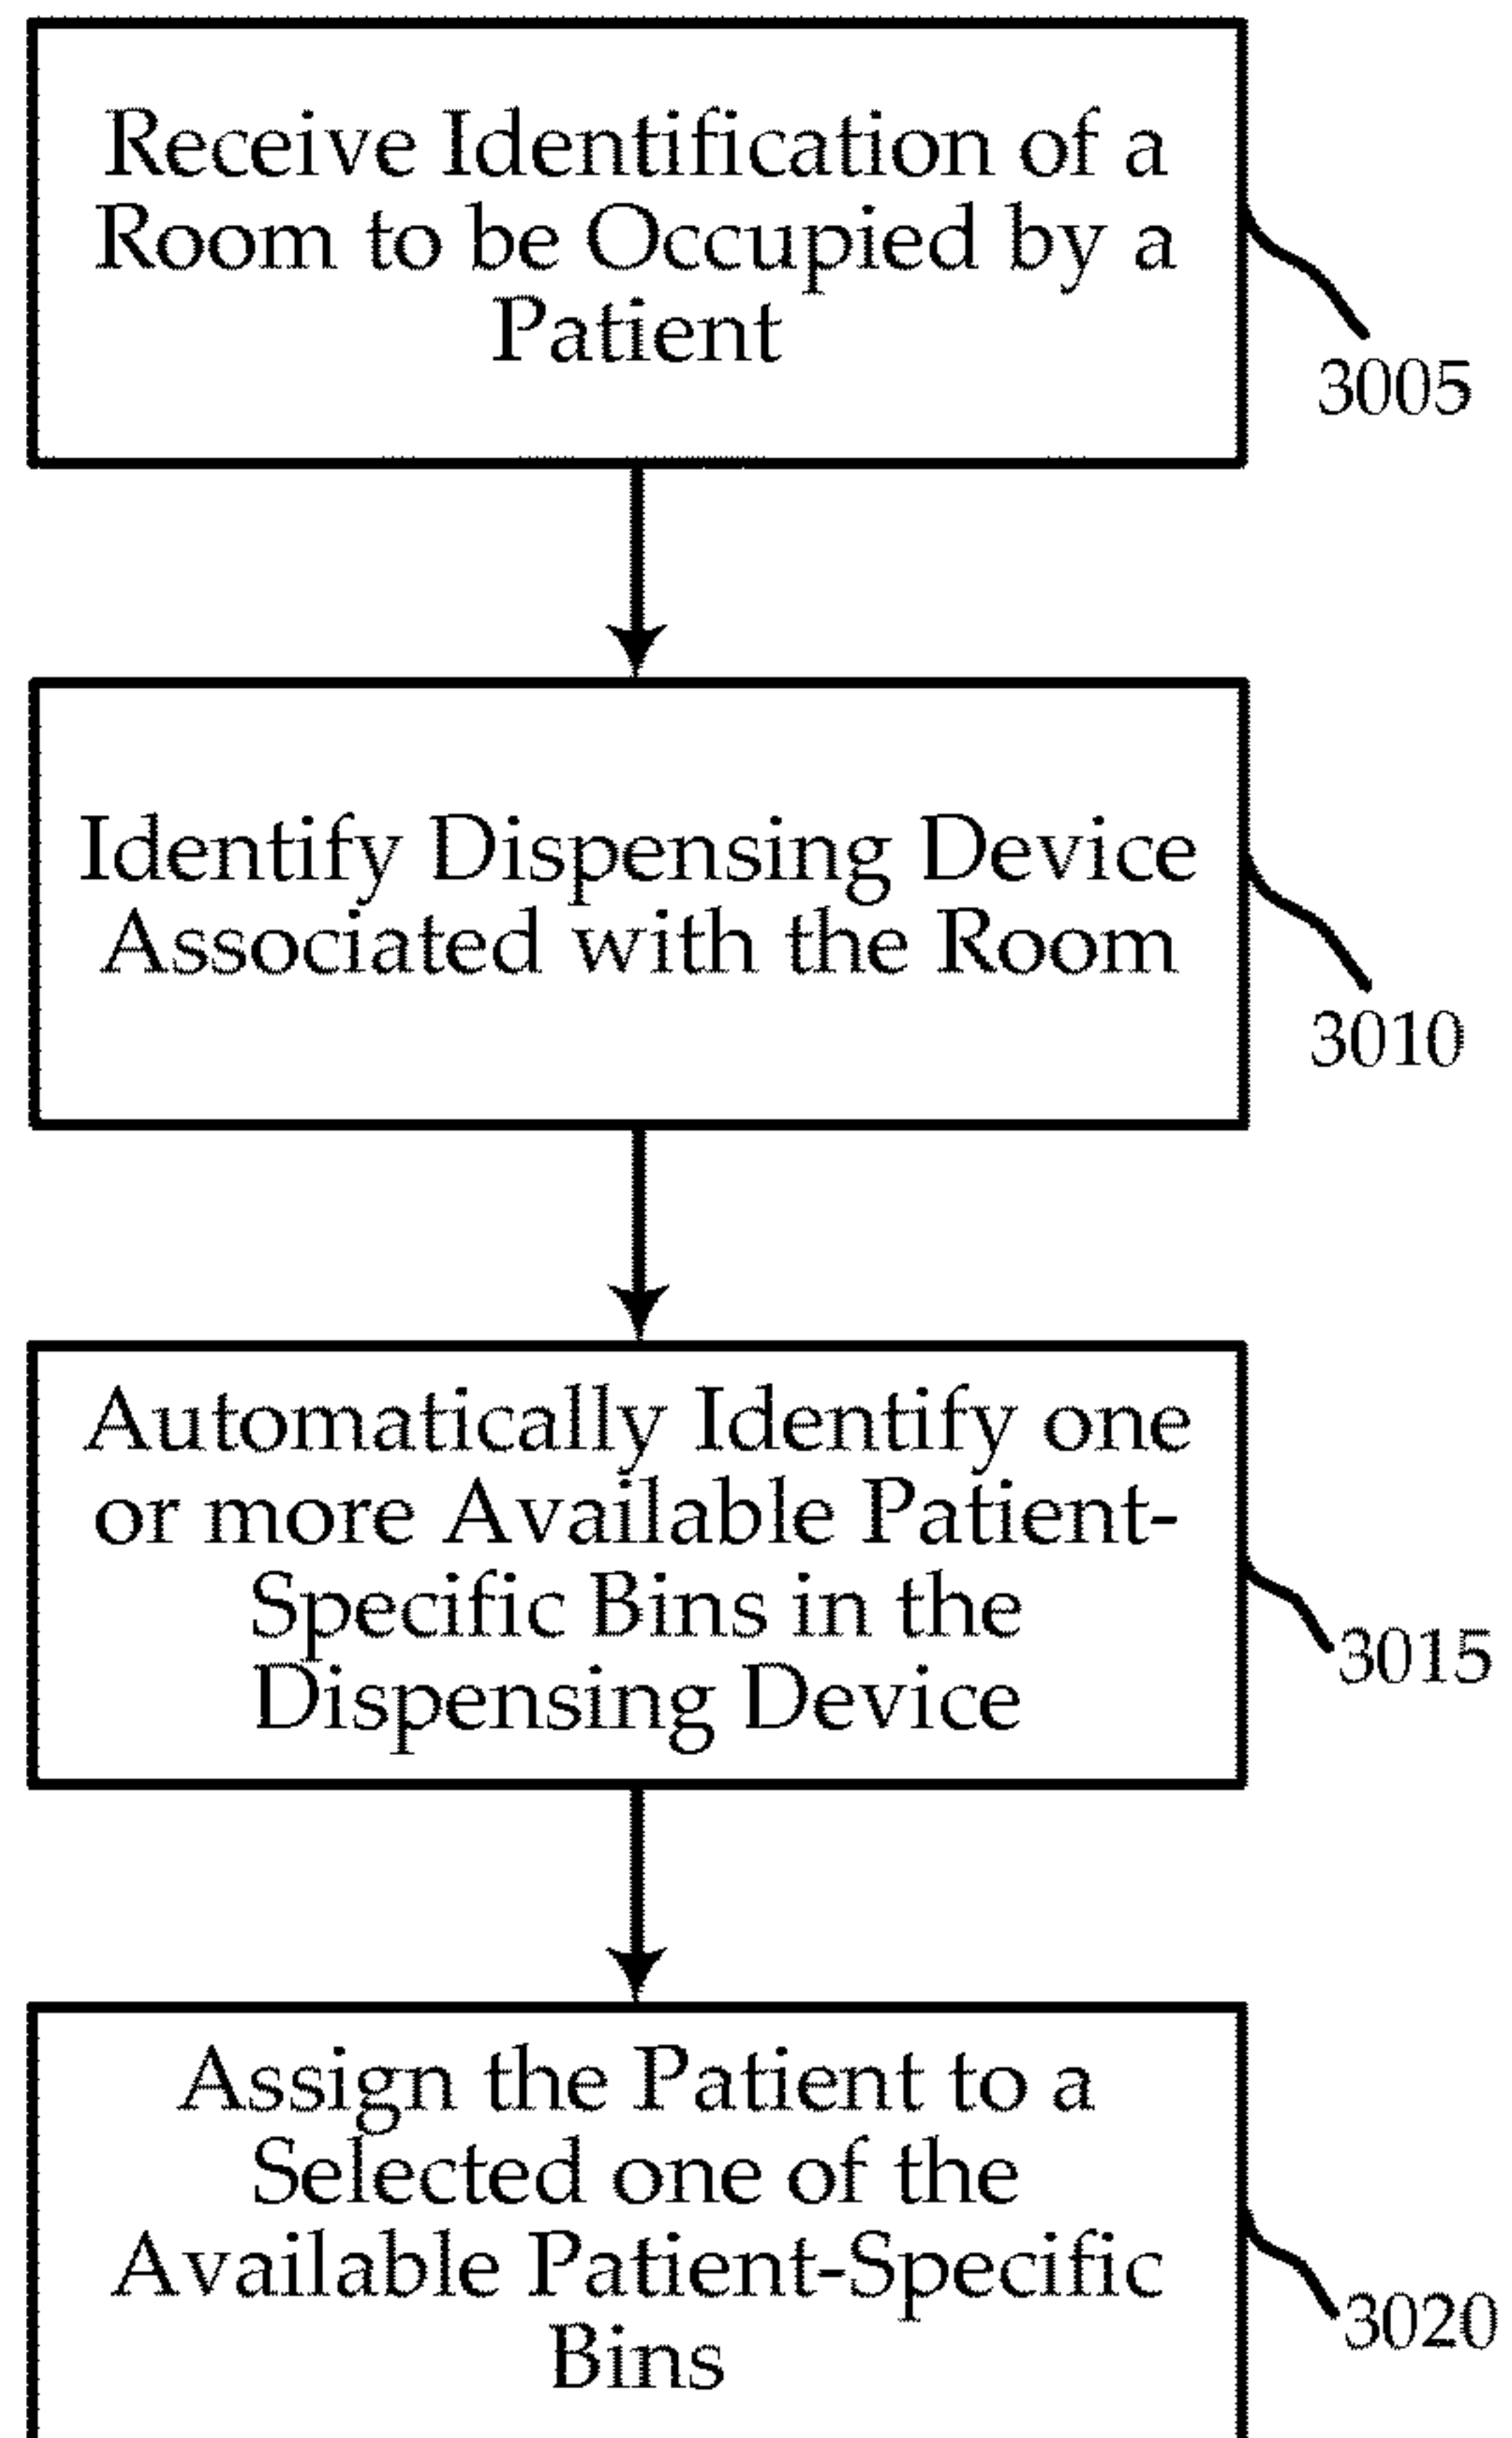 Receive Identification of a
Room to be Occupied by a
Patient
3005
Identify Dispensing Device
Associated with the Room
3010
Automatically Identify one
or more Available Patient-
Specific Bins in the
Dispensing Device
3015
Assign the Patient to a
Selected one of the
Available Patient-Specific
Bins
3020